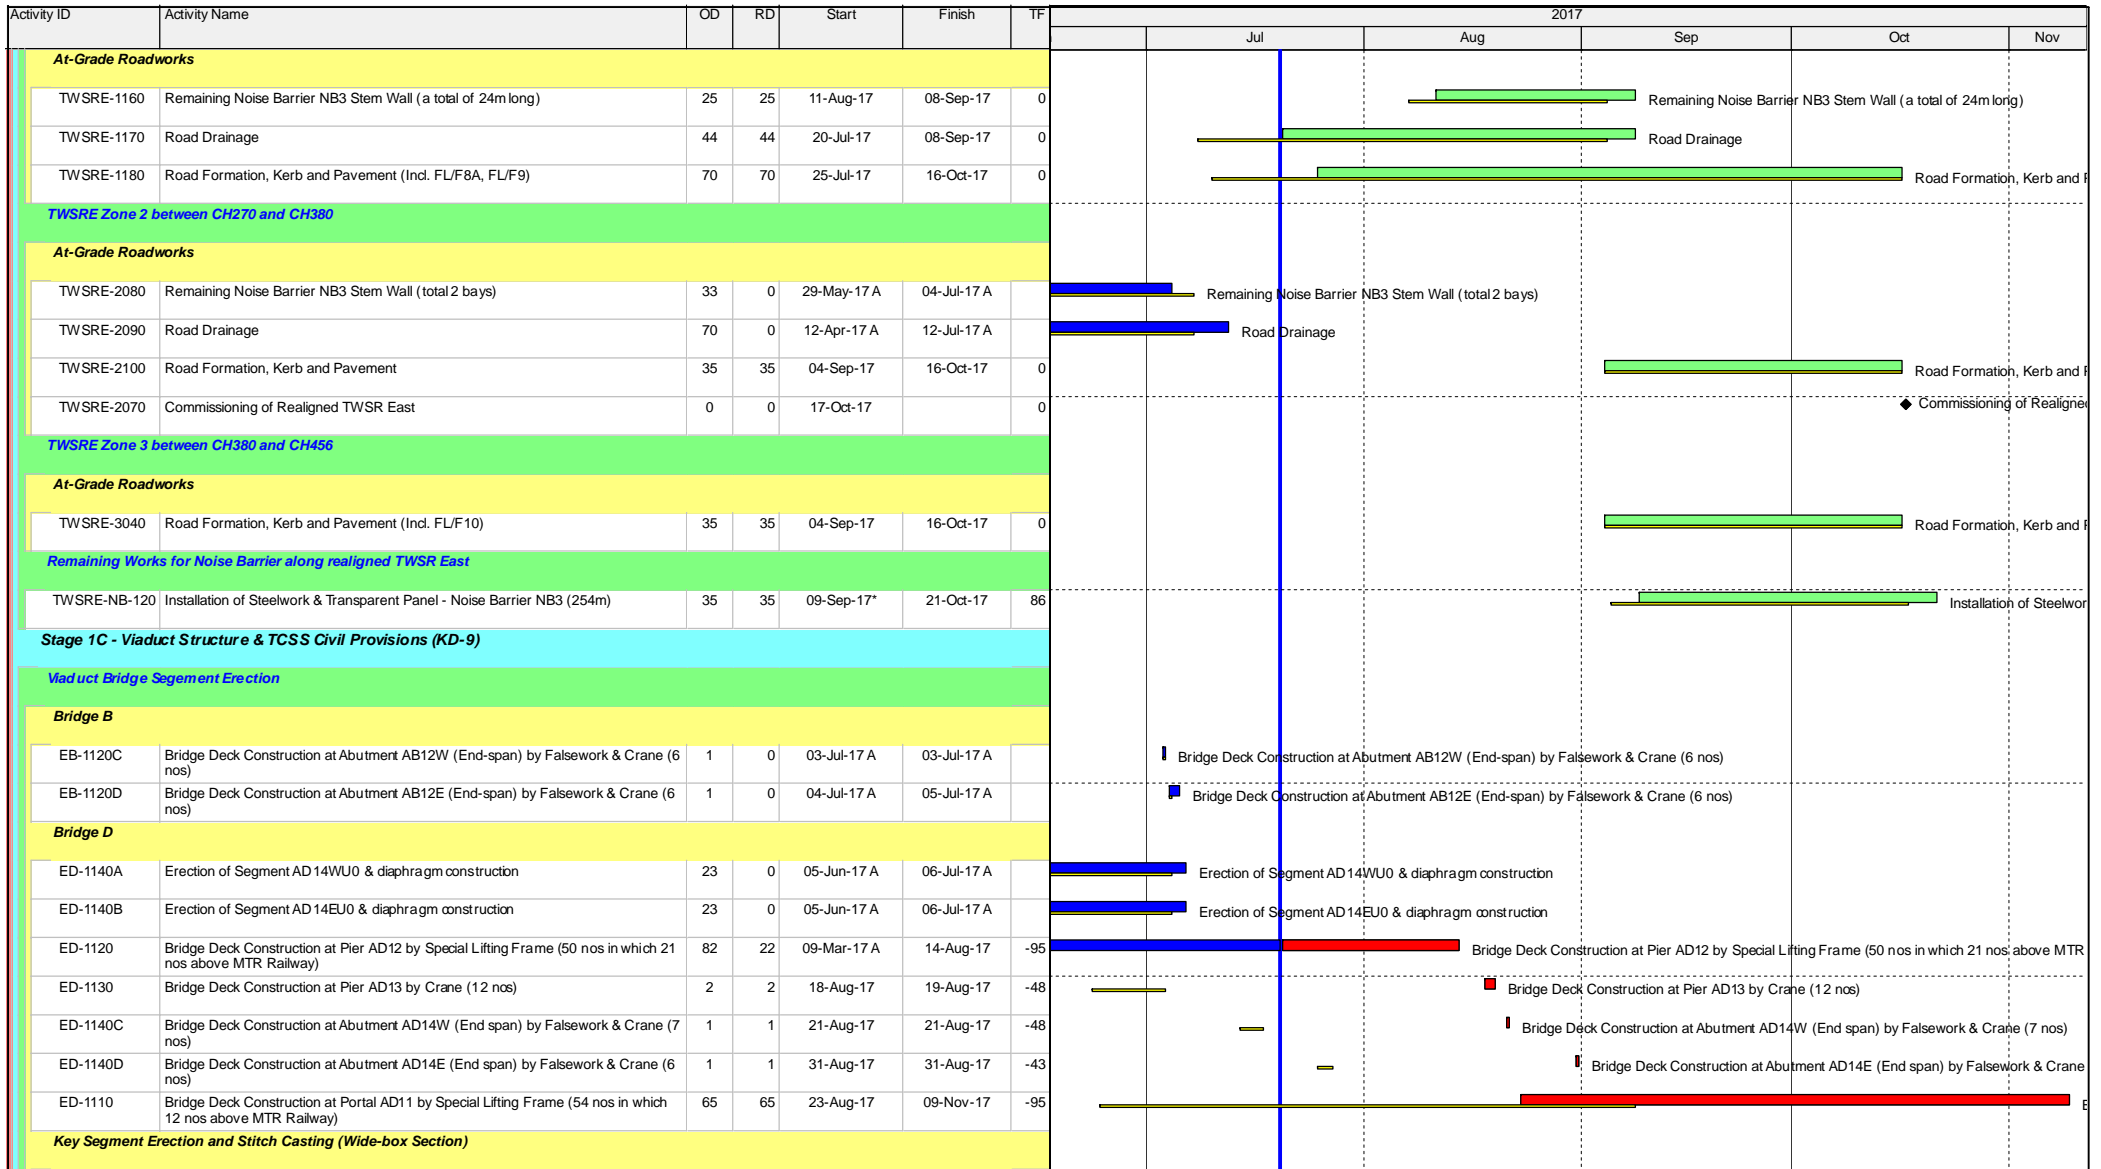 Activity ID Activity Name OD RD Start Finish TF 2017
Jul Aug Sep Oct Nov
At-Grade Roadworks
TWSRE-1160 Remaining Noise Barrier NB3 Stem Wall (a total of 24m long) 25 25 11-Aug-17 08-Sep-17 0 Remaining Noise Barrier NB3 Stem Wall (a total of 24m long)
TWSRE-1170 Road Drainage 44 44 20-Jul-17 08-Sep-17 0 Road Drainage
TWSRE-1180 Road Formation, Kerb and Pavement (Incl. FL/F8A, FL/F9) 70 70 25-Jul-17 16-Oct-17 0 Road Formation, Kerb and
TWSRE Zone 2 between CH270 and CH380
At-Grade Roadworks
TWSRE-2080 Remaining Noise Barrier NB3 Stem Wall (total 2 bays) 33 0 29-May-17 A 04-Jul-17 A Remaining Noise Barrier NB3 Stem Wall (total 2 bays)
TWSRE-2090 Road Drainage 70 0 12-Apr-17 A 12-Jul-17 A Road Drainage
TWSRE-2100 Road Formation, Kerb and Pavement 35 35 04-Sep-17 16-Oct-17 0 Road Formation, Kerb and
TWSRE-2070 Commissioning of Realigned TWSR East 0 0 17-Oct-17 0 Commissioning of Realigned
TWSRE Zone 3 between CH380 and CH456
At-Grade Roadworks
TWSRE-3040 Road Formation, Kerb and Pavement (Incl. FL/F10) 35 35 04-Sep-17 16-Oct-17 0 Road Formation, Kerb and
Remaining Works for Noise Barrier along realigned TWSR East
TWSRE-NB-120 Installation of Steelwork & Transparent Panel - Noise Barrier NB3 (254m) 35 35 09-Sep-17* 21-Oct-17 86 Installation of Steelwor
Stage 1C - Viaduct Structure & TCSS Civil Provisions (KD-9)
Viaduct Bridge Segement Erection
Bridge B
EB-1120C Bridge Deck Construction at Abutment AB12W (End-span) by Falsework & Crane (6 1 0 03-Jul-17 A 03-Jul-17 A Bridge Deck Construction at Abutment AB12W (End-span) by Falsework & Crane (6 nos)
nos)
EB-1120D Bridge Deck Construction at Abutment AB12E (End-span) by Falsework & Crane (6 1 0 04-Jul-17 A 05-Jul-17 A Bridge Deck Construction at Abutment AB12E (End-span) by Falsework & Crane (6 nos)
nos)
Bridge D
ED-1140A Erection of Segment AD14WU0 & diaphragm construction 23 0 05-Jun-17 A 06-Jul-17 A Erection of Segment AD14WU0 & diaphragm construction
ED-1140B Erection of Segment AD14EU0 & diaphragm construction 23 0 05-Jun-17 A 06-Jul-17 A Erection of Segment AD14EU0 & diaphragm construction
ED-1120 Bridge Deck Construction at Pier AD12 by Special Lifting Frame (50 nos in which 21 82 22 09-Mar-17 A 14-Aug-17 -95 Bridge Deck Construction at Pier AD12 by Special Lifting Frame (50 nos in which 21 nos above MTR
nos above MTR Railway)
ED-1130 Bridge Deck Construction at Pier AD13 by Crane (12 nos) 2 2 18-Aug-17 19-Aug-17 -48 Bridge Deck Construction at Pier AD13 by Crane (12 nos)
ED-1140C Bridge Deck Construction at Abutment AD14W (End span) by Falsework & Crane (7 1 1 21-Aug-17 21-Aug-17 -48 Bridge Deck Construction at Abutment AD14W (End span) by Falsework & Crane (7 nos)
nos)
ED-1140D Bridge Deck Construction at Abutment AD14E (End span) by Falsework & Crane (6 1 1 31-Aug-17 31-Aug-17 -43 Bridge Deck Construction at Abutment AD14E (End span) by Falsework & Crane
nos)
ED-1110 Bridge Deck Construction at Portal AD11 by Special Lifting Frame (54 nos in which 65 65 23-Aug-17 09-Nov-17 -95
12 nos above MTR Railway)
Key Segment Erection and Stitch Casting (Wide-box Section)